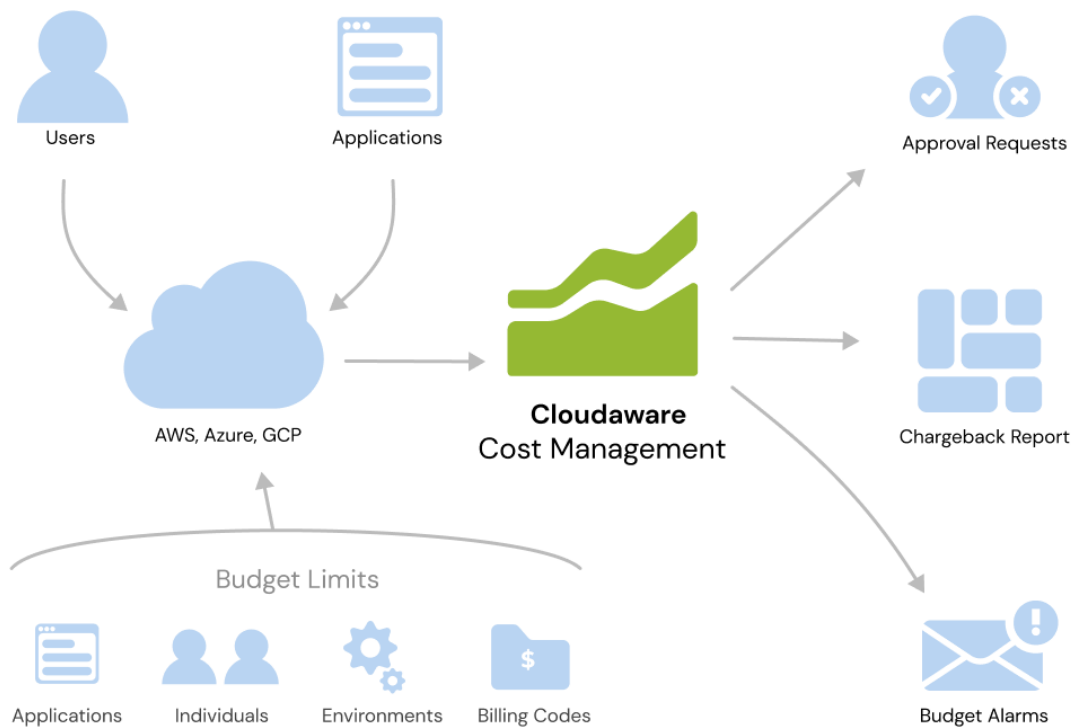 Users
Applications
Approval Requests
AWS, Azure, GCP
Cloudaware
Cost Management
Chargeback Report
Budget Limits
$
!
Applications
Individuals
Environments
Billing Codes
Budget Alarms